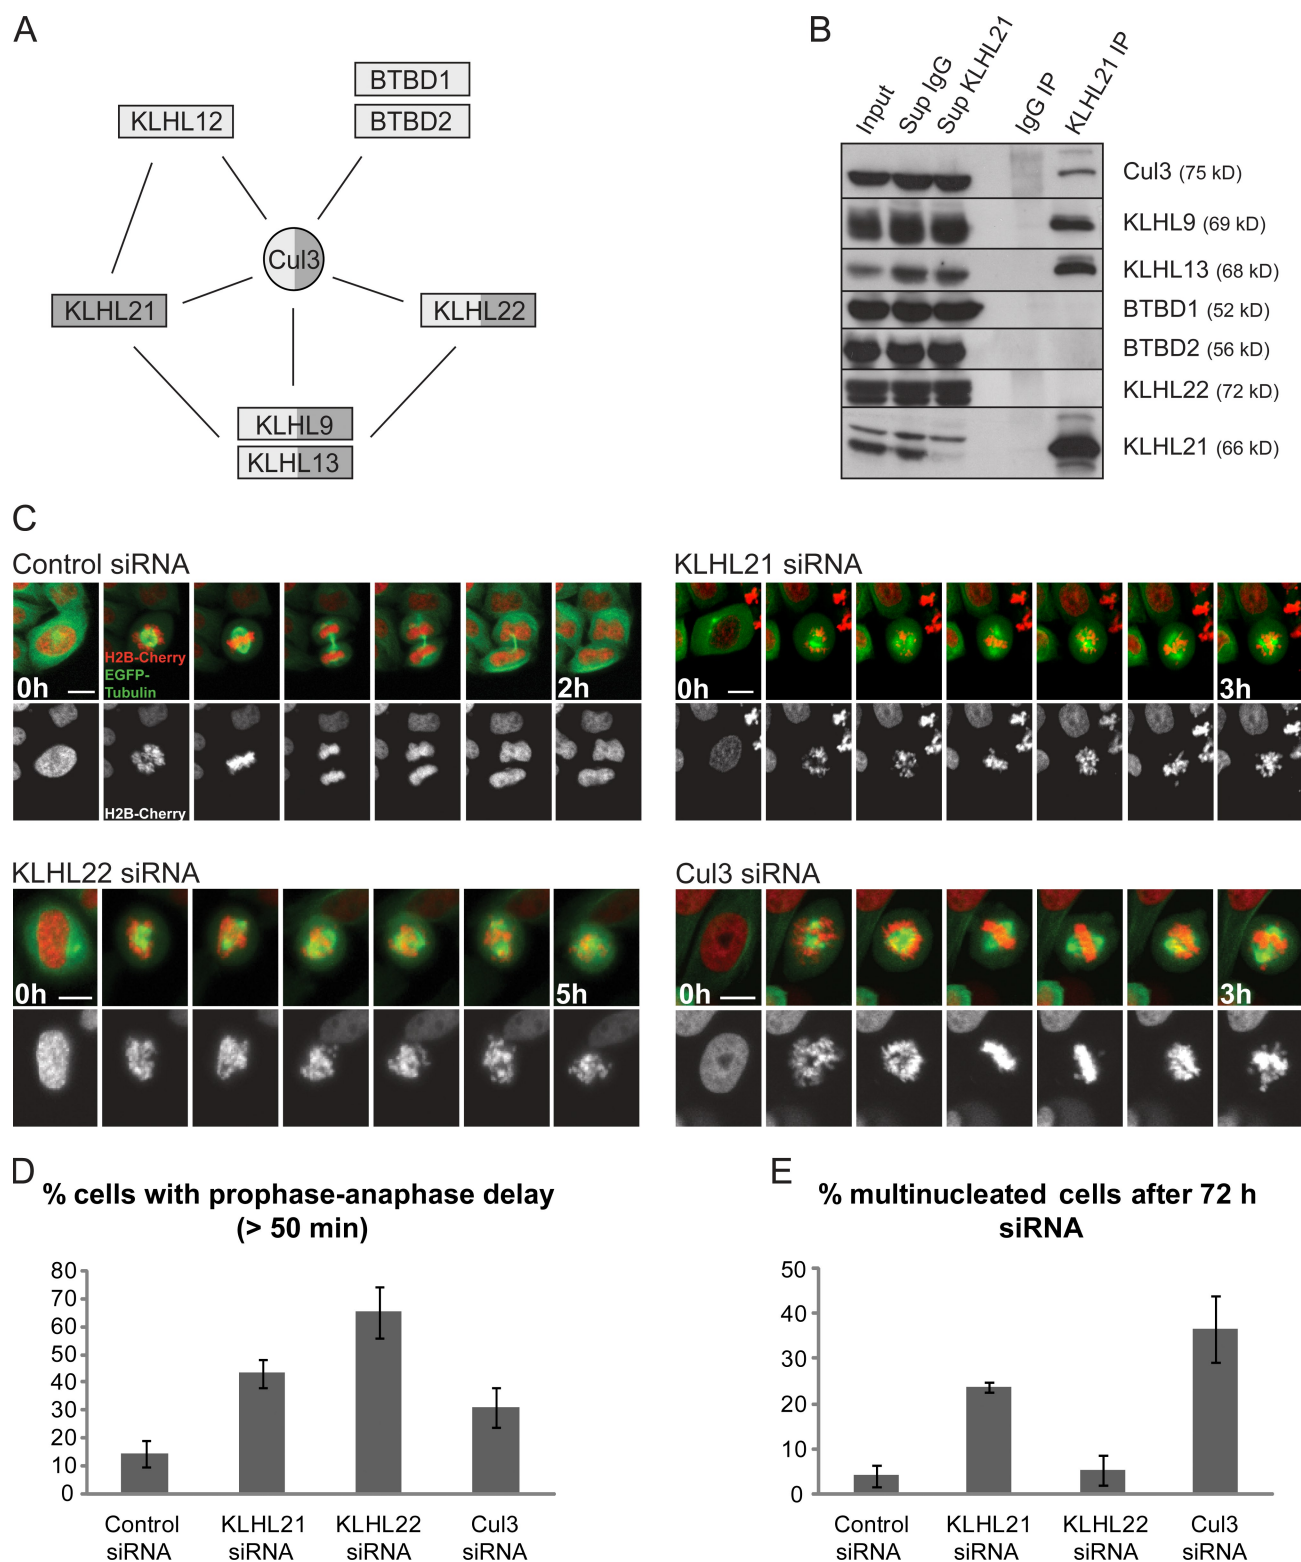 A
BTBD1
BTBD2
KLHL12
Cul3
KLHL21
KLHL22
KLHL9
KLHL13
B
Input
Sup IgG
Sup KLHL21
IgG IP
KLHL21 IP
Cul3 (75 kD)
KLHL9 (69 kD)
KLHL13 (68 kD)
BTBD1 (52 kD)
BTBD2 (56 kD)
KLHL22 (72 kD)
KLHL21 (66 kD)
C
Control siRNA
H2B-Cherry
EGFP-
Tubulin
0h
2h
H2B-Cherry
KLHL21 siRNA
0h
3h
KLHL22 siRNA
0h
5h
Cul3 siRNA
0h
3h
D
% cells with prophase-anaphase delay
(> 50 min)
80
70
60
50
40
30
20
10
0
Control
siRNA
KLHL21
siRNA
KLHL22
siRNA
Cul3
siRNA
E
% multinucleated cells after 72 h
siRNA
50
40
30
20
10
0
Control
siRNA
KLHL21
siRNA
KLHL22
siRNA
Cul3
siRNA